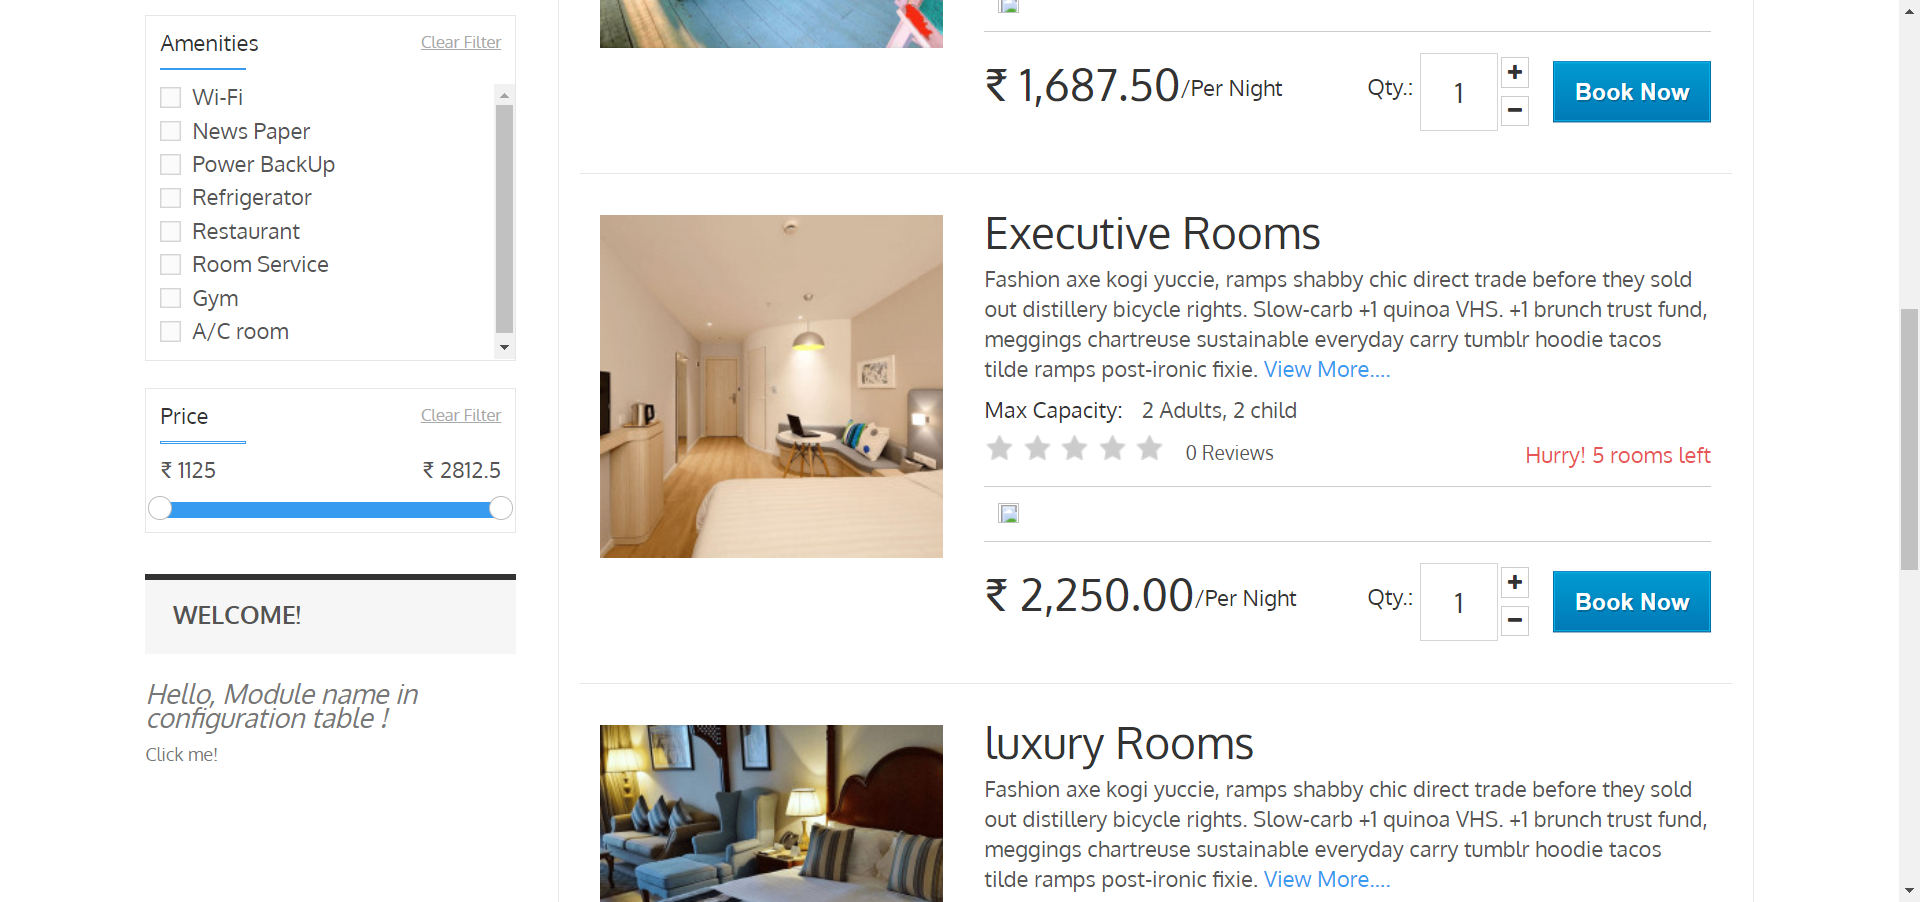 Amenities
Clear Filter
Wi-Fi
News Paper
Power BackUp
Refrigerator
Restaurant
Room Service
Gym
A/C room
Price
Clear Filter
₹ 1125
₹ 2812.5
WELCOME!
Hello, Module name in
configuration table !
Click me!
₹ 1,687.50/Per Night
Qty.:
1
+
−
Book Now
Executive Rooms
Fashion axe kogi yuccie, ramps shabby chic direct trade before they sold
out distillery bicycle rights. Slow-carb +1 quinoa VHS. +1 brunch trust fund,
meggings chartreuse sustainable everyday carry tumblr hoodie tacos
tilde ramps post-ironic fixie. View More....
Max Capacity: 2 Adults, 2 child
0 Reviews
Hurry! 5 rooms left
₹ 2,250.00/Per Night
Qty.:
1
+
−
Book Now
luxury Rooms
Fashion axe kogi yuccie, ramps shabby chic direct trade before they sold
out distillery bicycle rights. Slow-carb +1 quinoa VHS. +1 brunch trust fund,
meggings chartreuse sustainable everyday carry tumblr hoodie tacos
tilde ramps post-ironic fixie. View More....